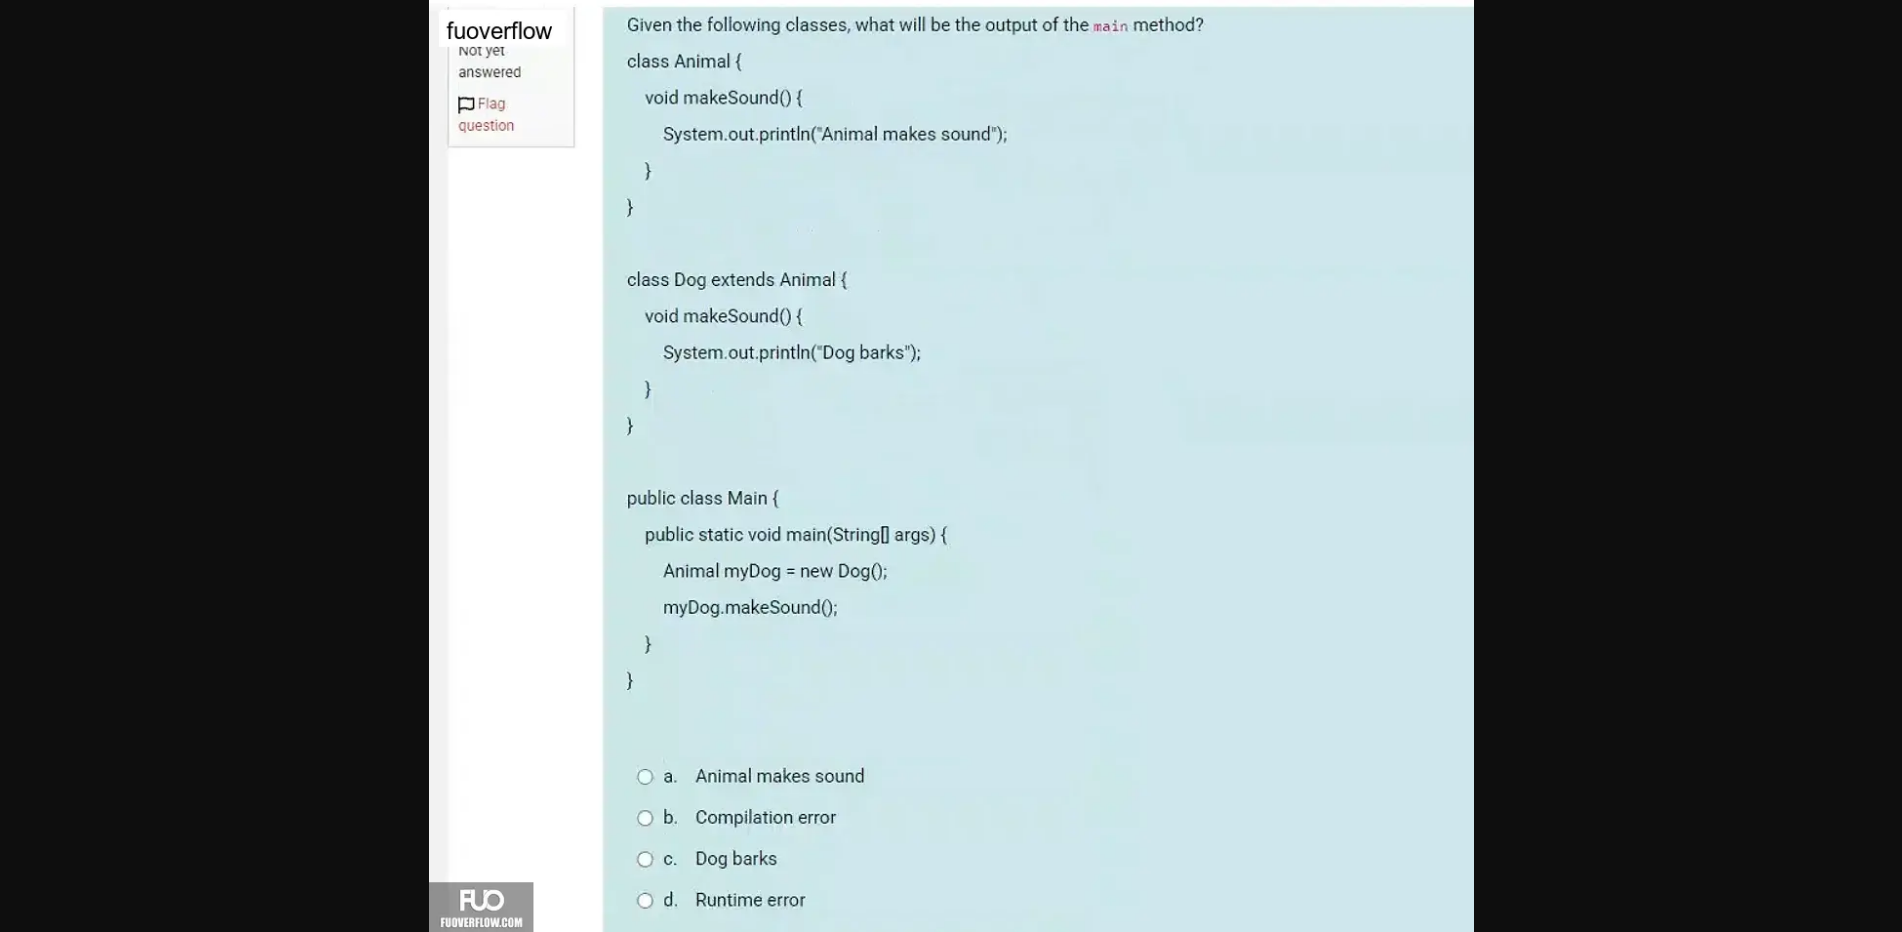 fuoverflow
Not yet
answered
Flag
question
Given the following classes, what will be the output of the main method?
class Animal {
void makeSound() {
System.out.println("Animal makes sound");
}
}
class Dog extends Animal {
void makeSound() {
System.out.println("Dog barks");
}
}
public class Main {
public static void main(String[] args) {
Animal myDog = new Dog();
myDog.makeSound();
}
}
a. Animal makes sound
b. Compilation error
c. Dog barks
d. Runtime error
FUO
FUOVERFLOW.COM